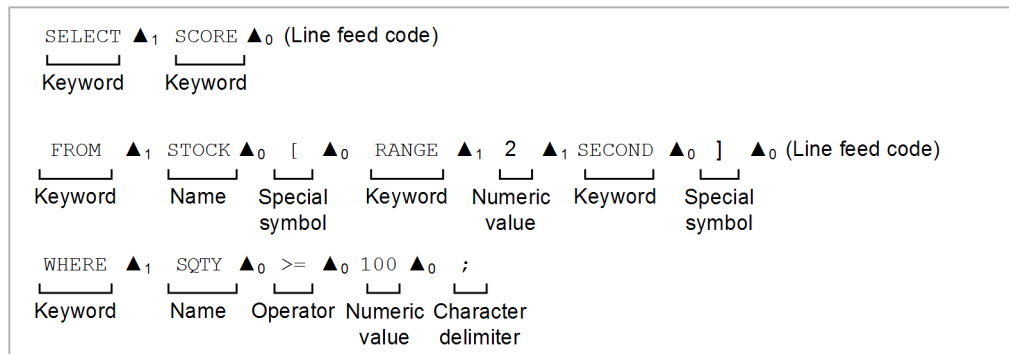 SELECT ▲1 SCORE ▲0 (Line feed code)
Keyword Keyword
FROM ▲1 STOCK ▲0 [ ▲0 RANGE ▲1 2 ▲1 SECOND ▲0 ] ▲0 (Line feed code)
Keyword Name Special symbol Keyword Numeric value Keyword Special symbol
WHERE ▲1 SQTY ▲0 >= ▲0 100 ▲0 ;
Keyword Name Operator Numeric value Character delimiter